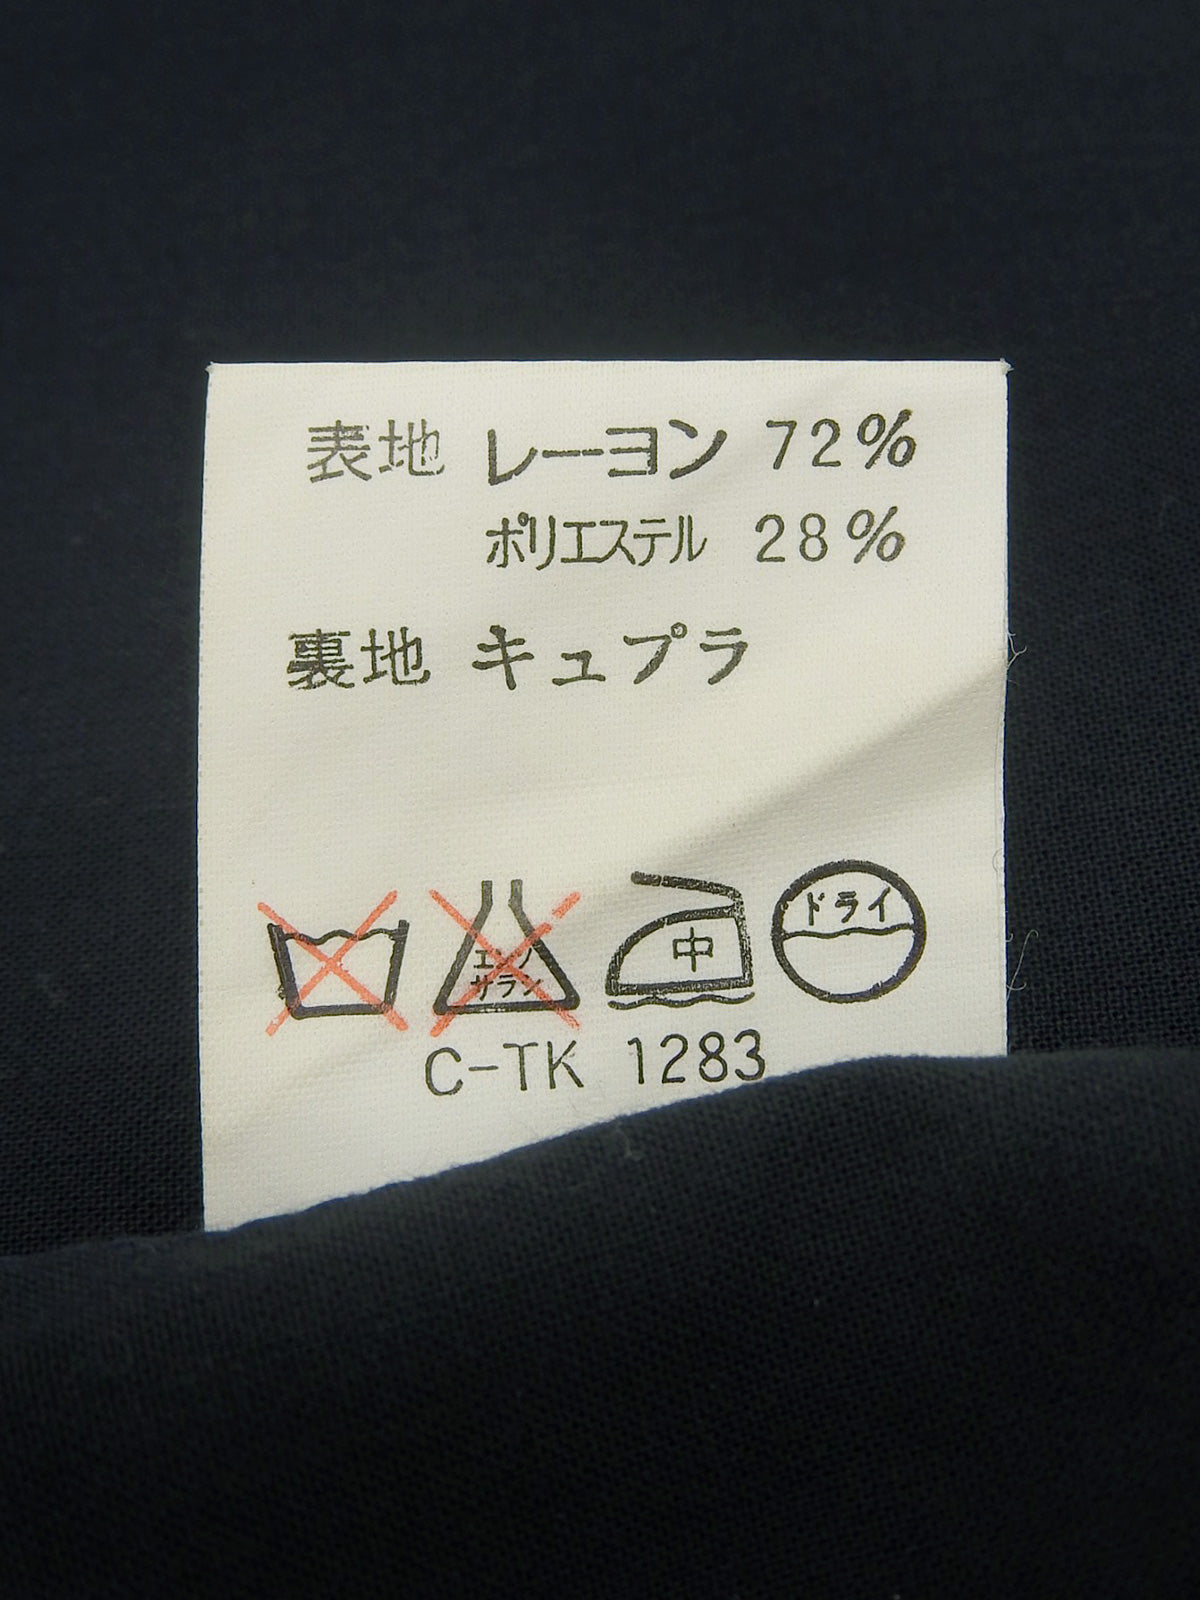 表地 レーヨン 72%
ポリエステル 28%
裏地 キュプラ
エンソ
サラシ
中
ドライ
C-TK 1283